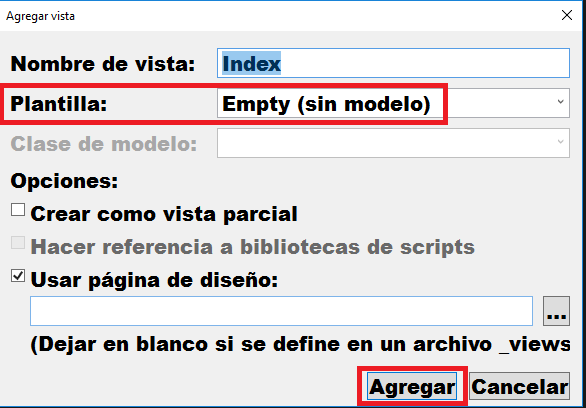 Agregar vista
Nombre de vista: Index
Plantilla: Empty (sin modelo)
Clase de modelo:
Opciones:
Crear como vista parcial
Hacer referencia a bibliotecas de scripts
Usar página de diseño:
...
(Dejar en blanco si se define en un archivo _views
Agregar Cancelar